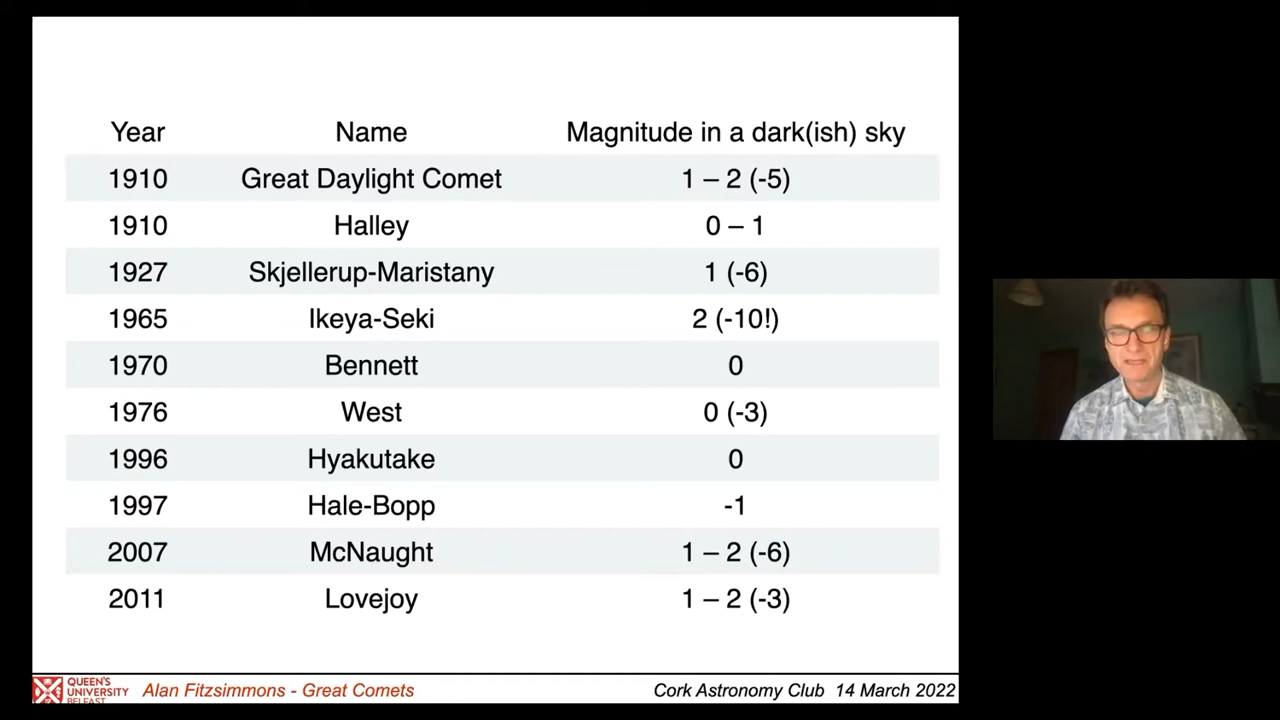 Year Name Magnitude in a dark(ish) sky
1910 Great Daylight Comet 1 – 2 (-5)
1910 Halley 0 – 1
1927 Skjellerup-Maristany 1 (-6)
1965 Ikeya-Seki 2 (-10!)
1970 Bennett 0
1976 West 0 (-3)
1996 Hyakutake 0
1997 Hale-Bopp -1
2007 McNaught 1 – 2 (-6)
2011 Lovejoy 1 – 2 (-3)
QUEEN'S
UNIVERSITY
BELFAST
Alan Fitzsimmons - Great Comets Cork Astronomy Club 14 March 2022